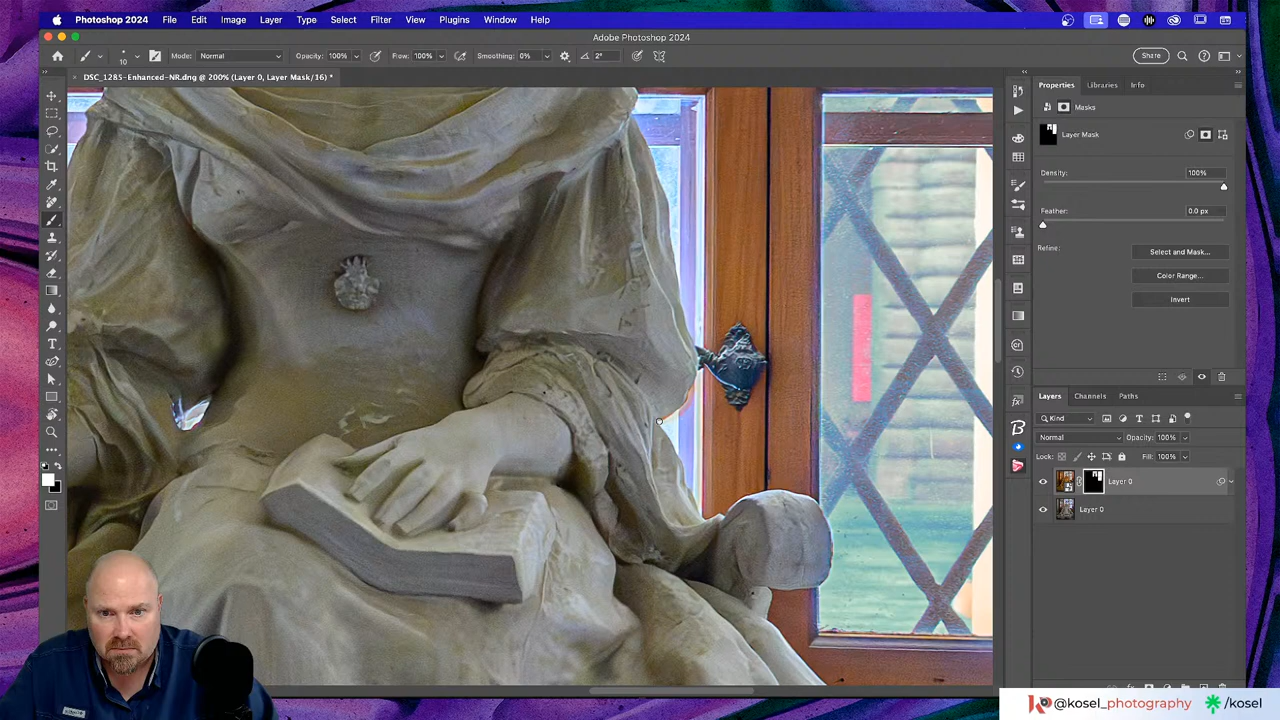 Photoshop 2024 File Edit Image Layer Type Select Filter View Plugins Window Help
Adobe Photoshop 2024
10 Mode: Normal Opacity: 100% Flow: 100% Smoothing: 0% 2° Share
DSC_1285-Enhanced-NR.dng @ 200% (Layer 0, Layer Mask/16) *
Properties Libraries Info
Masks
Layer Mask
Density: 100%
Feather: 0.0 px
Refine: Select and Mask...
Color Range...
Invert
Layers Channels Paths
Kind
Normal Opacity: 100%
Lock: Fill: 100%
Layer 0
Layer 0
@kosel_photography /kosel